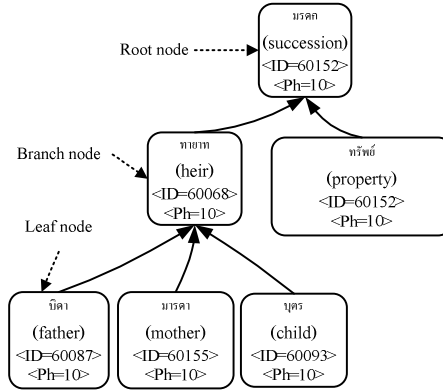 มรดก
Root node
(succession)
<ID=60152>
<Ph=10>
Branch node
ทายาท
(heir)
<ID=60068>
<Ph=10>
ทรัพย์
(property)
<ID=60152>
<Ph=10>
Leaf node
บิดา
(father)
<ID=60087>
<Ph=10>
มารดา
(mother)
<ID=60155>
<Ph=10>
บุตร
(child)
<ID=60093>
<Ph=10>